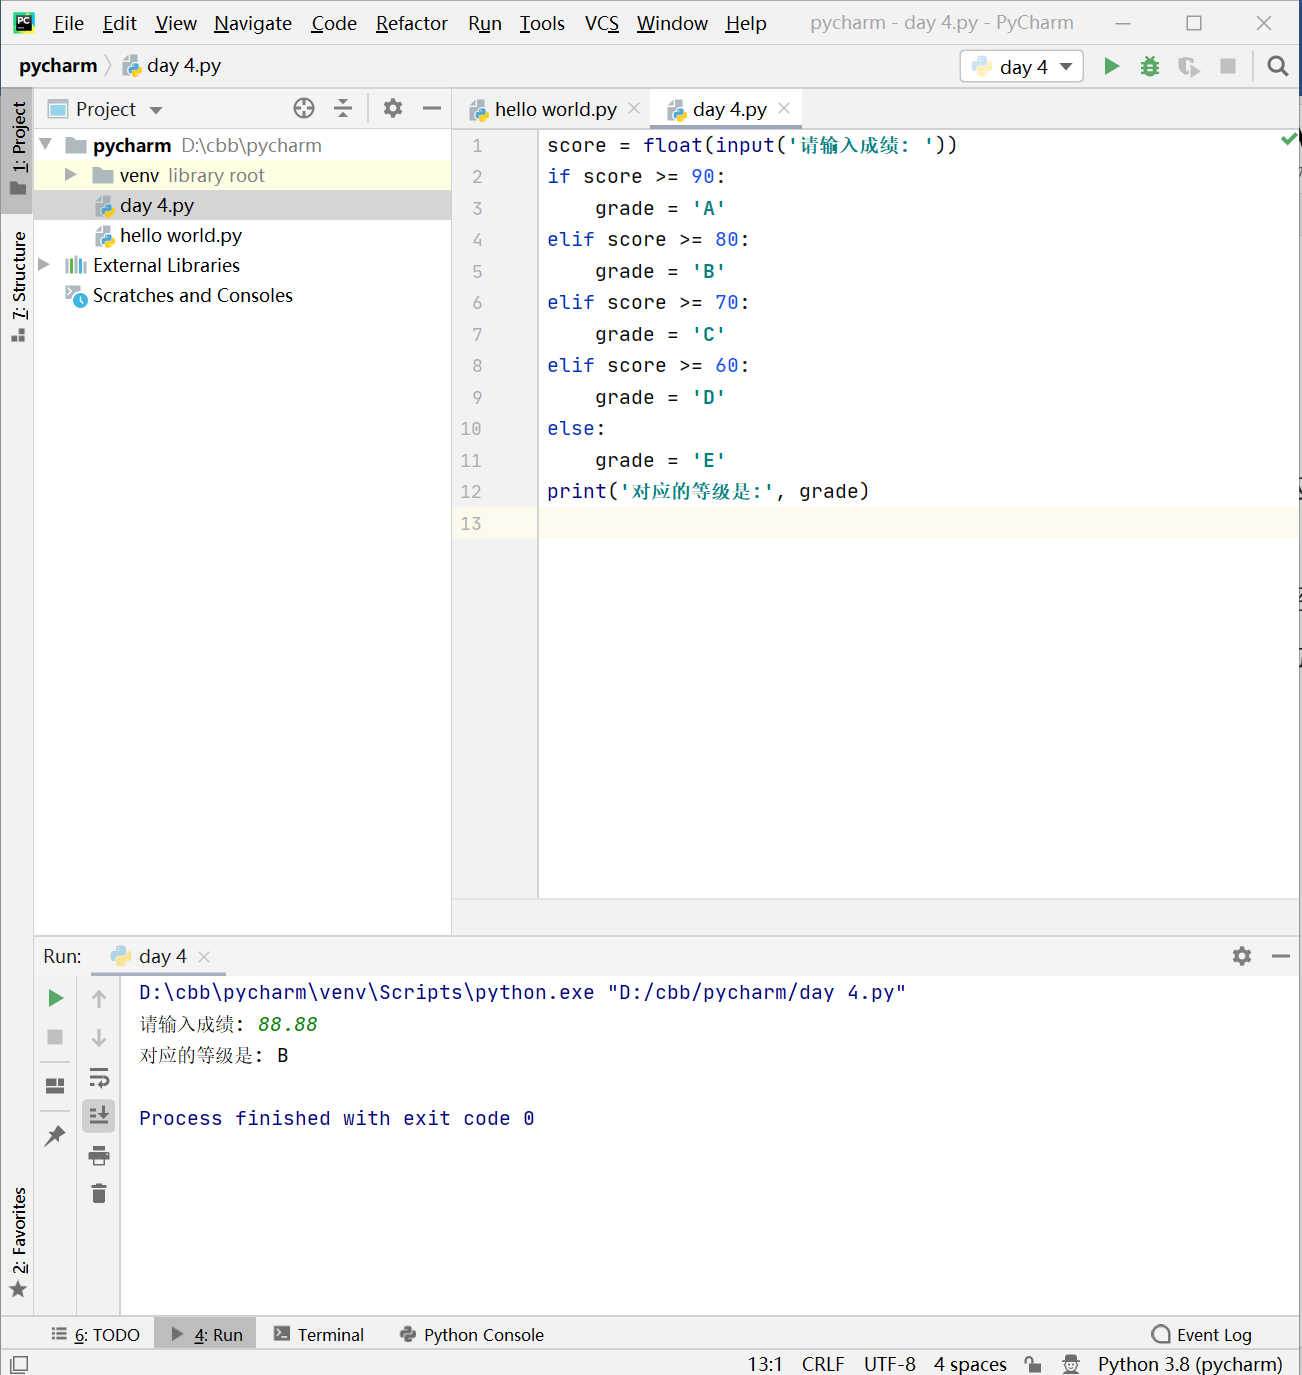 File Edit View Navigate Code Refactor Run Tools VCS Window Help pycharm - day 4.py - PyCharm
pycharm day 4.py day 4
1: Project
7: Structure
2: Favorites
Project
pycharm D:\cbb\pycharm
venv library root
day 4.py
hello world.py
External Libraries
Scratches and Consoles
hello world.py day 4.py
1 score = float(input('请输入成绩: '))
2 if score >= 90:
3     grade = 'A'
4 elif score >= 80:
5     grade = 'B'
6 elif score >= 70:
7     grade = 'C'
8 elif score >= 60:
9     grade = 'D'
10 else:
11     grade = 'E'
12 print('对应的等级是:', grade)
13
Run: day 4
D:\cbb\pycharm\venv\Scripts\python.exe "D:/cbb/pycharm/day 4.py"
请输入成绩: 88.88
对应的等级是: B
Process finished with exit code 0
6: TODO 4: Run Terminal Python Console Event Log
13:1 CRLF UTF-8 4 spaces Python 3.8 (pycharm)